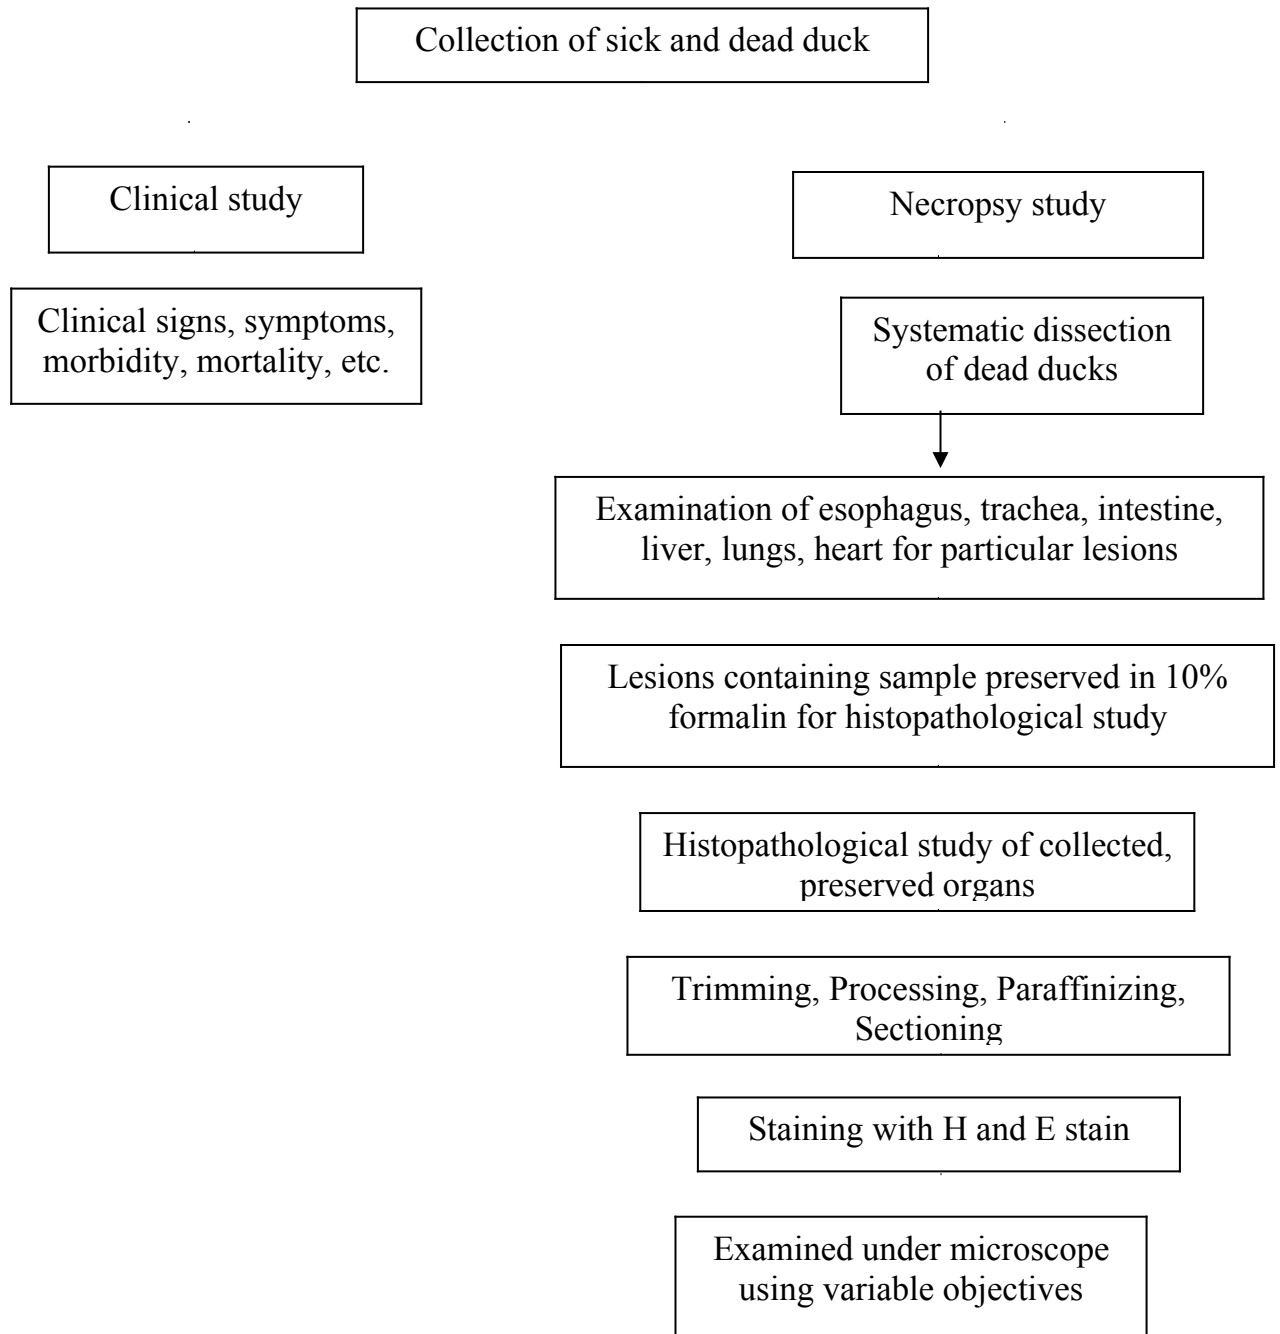 Collection of sick and dead duck
Clinical study
Necropsy study
Clinical signs, symptoms,
morbidity, mortality, etc.
Systematic dissection
of dead ducks
Examination of esophagus, trachea, intestine,
liver, lungs, heart for particular lesions
Lesions containing sample preserved in 10%
formalin for histopathological study
Histopathological study of collected,
preserved organs
Trimming, Processing, Paraffinizing,
Sectioning
Staining with H and E stain
Examined under microscope
using variable objectives